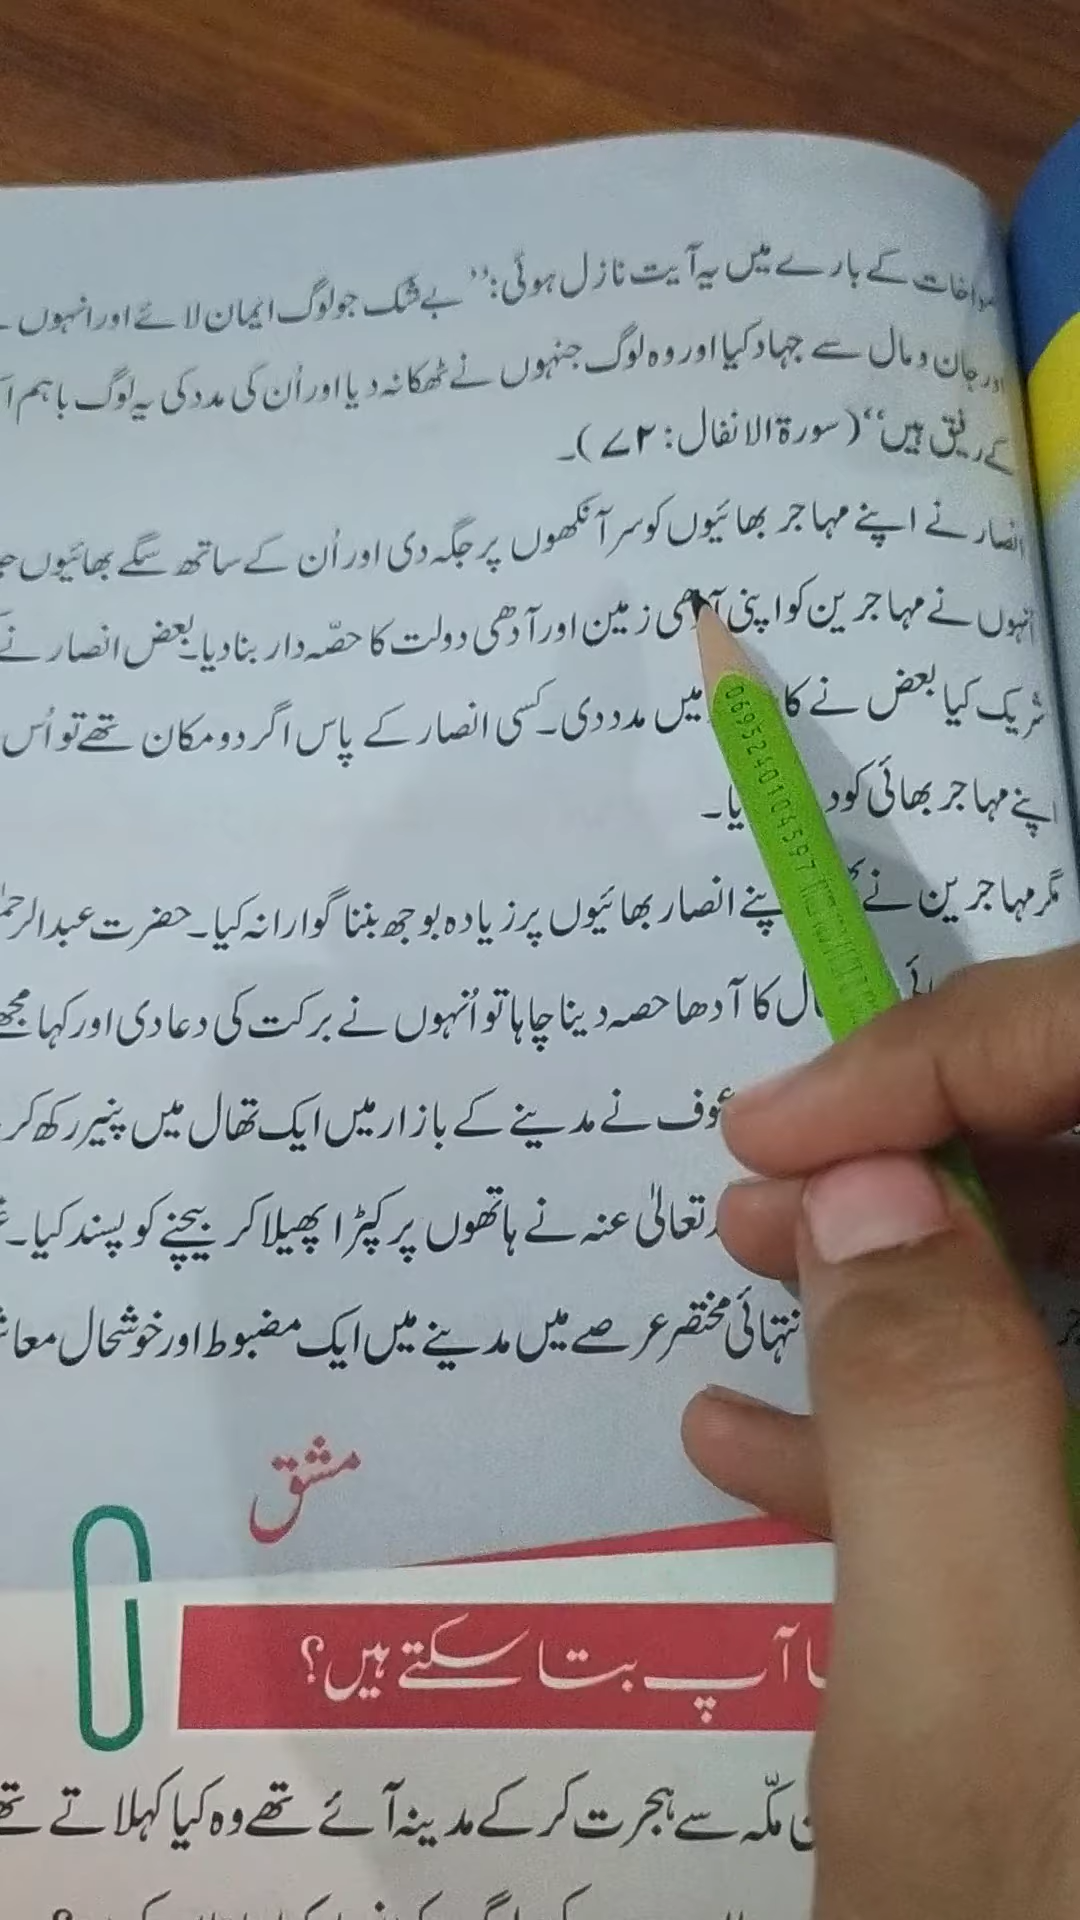 مواخات کے بارے میں یہ آیت نازل ہوئی: ’’بے شک جو لوگ ایمان لائے اور انہوں
اور جان و مال سے جہاد کیا اور وہ لوگ جنہوں نے ٹھکانہ دیا اور اُن کی مدد کی یہ لوگ باہم
کے رفیق ہیں‘‘ (سورۃ الانفال: ۷۲)۔
انصار نے اپنے مہاجر بھائیوں کو سر آنکھوں پر جگہ دی اور اُن کے ساتھ سگے بھائیوں
انہوں نے مہاجرین کو اپنی آدھی زمین اور آدھی دولت کا حصّہ دار بنا دیا۔ بعض انصار نے
شریک کیا بعض نے میں مدد دی۔ کسی انصار کے پاس اگر دو مکان تھے تو اُس
اپنے مہاجر بھائی کو
مگر مہاجرین نے اپنے انصار بھائیوں پر زیادہ بوجھ بننا گوارا نہ کیا۔ حضرت
کا آدھا حصہ دینا چاہا تو اُنہوں نے برکت کی دعا دی اور کہا مجھے
عوف نے مدینے کے بازار میں ایک تھال میں پنیر رکھ کر
تعالیٰ عنہ نے ہاتھوں پر کپڑا پھیلا کر بیچنے کو پسند کیا۔
انتہائی مختصر عرصے میں مدینے میں ایک مضبوط اور خوشحال
مشق
آپ بتا سکتے ہیں؟
مکّہ سے ہجرت کر کے مدینہ آئے تھے وہ کیا کہلاتے
0695240104597